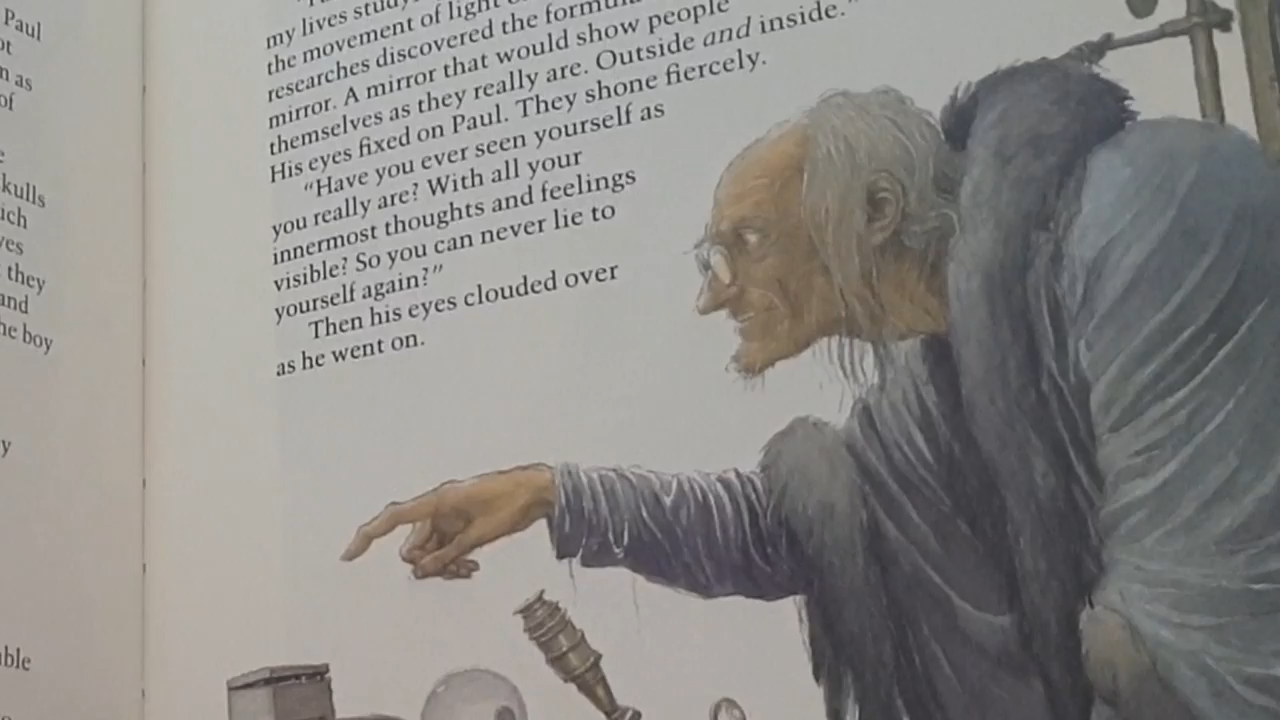 Paul
n as
of
kulls
ich
yes
they
and
he boy
y
ble
my lives
the movement of light
researches discovered the
mirror. A mirror that would show people
themselves as they really are. Outside and inside.”
His eyes fixed on Paul. They shone fiercely.
“Have you ever seen yourself as
you really are? With all your
innermost thoughts and feelings
visible? So you can never lie to
yourself again?”
Then his eyes clouded over
as he went on.